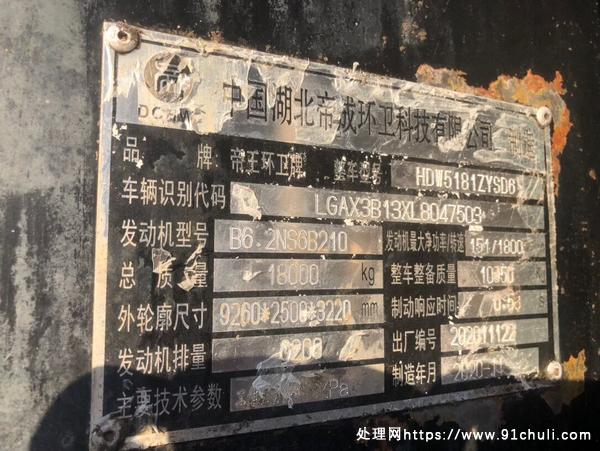 中国湖北帝成环卫科技有限公司 制造
品牌 帝王环卫牌 整车型号 HDW5181ZYSD6
车辆识别代码 LGAX3B13XL8047503
发动机型号 B6.2NS6B210 发动机最大净功率/转速 151/1800
总质量 18000 kg 整车整备质量
外轮廓尺寸 9260*2500*3220 mm 制动响应时间 s
发动机排量 6200 出厂编号 202011122
主要技术参数 Pa 制造年月
处理网https://www.91chuli.com